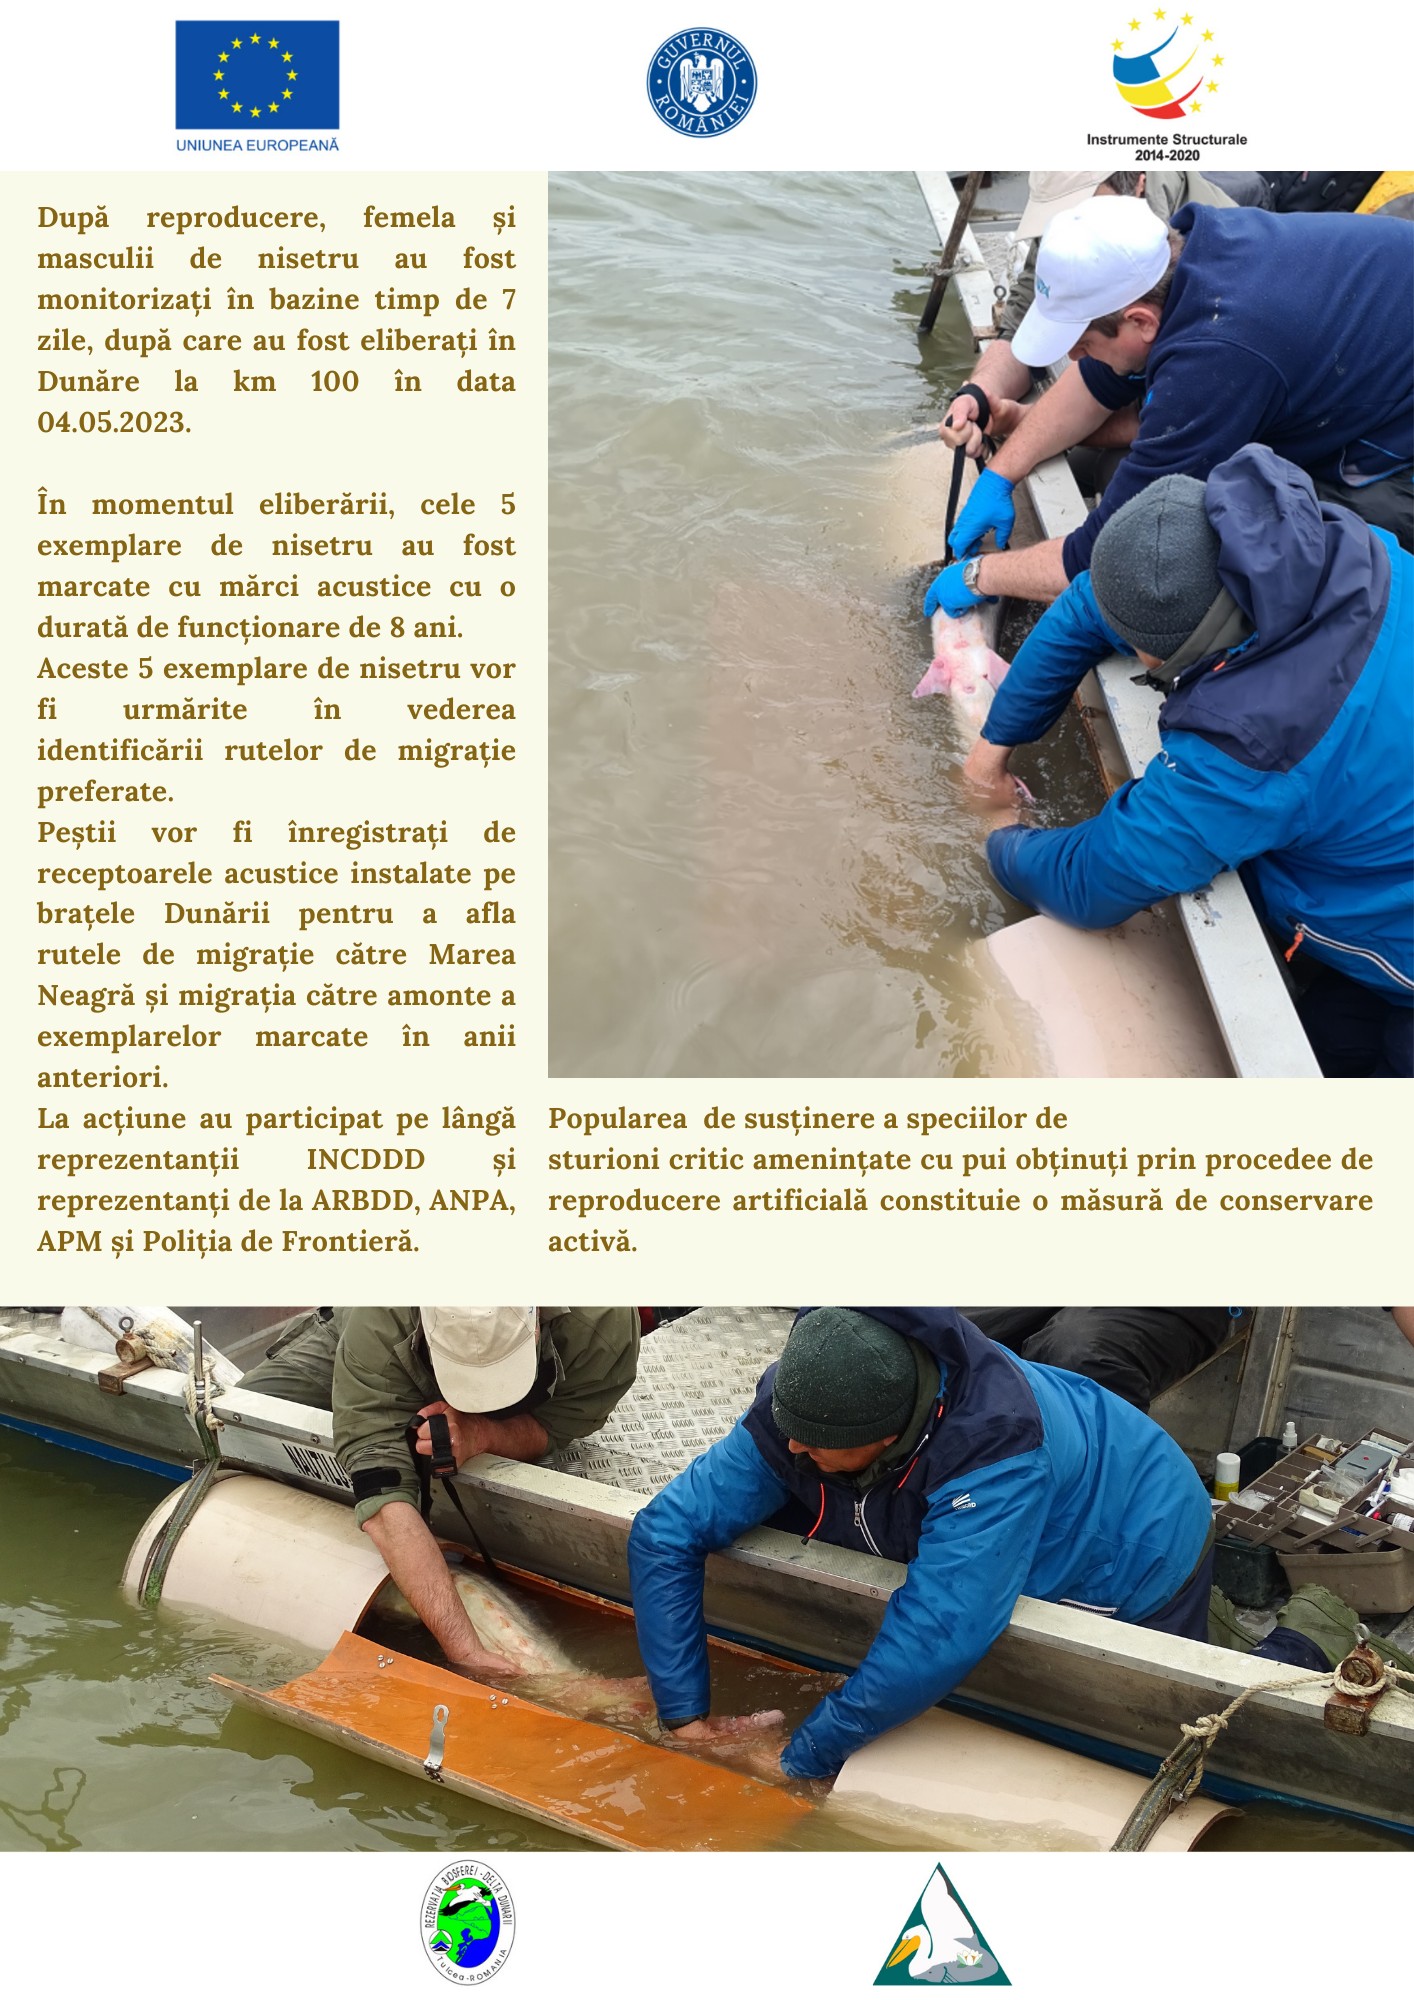 UNIUNEA EUROPEANĂ
GUVERNUL ROMÂNIEI
Instrumente Structurale
2014-2020
După reproducere, femela și
masculii de nisetru au fost
monitorizați în bazine timp de 7
zile, după care au fost eliberați în
Dunăre la km 100 în data
04.05.2023.
În momentul eliberării, cele 5
exemplare de nisetru au fost
marcate cu mărci acustice cu o
durată de funcționare de 8 ani.
Aceste 5 exemplare de nisetru vor
fi urmărite în vederea
identificării rutelor de migrație
preferate.
Peștii vor fi înregistrați de
receptoarele acustice instalate pe
brațele Dunării pentru a afla
rutele de migrație către Marea
Neagră și migrația către amonte a
exemplarelor marcate în anii
anteriori.
La acțiune au participat pe lângă
reprezentanții INCDDD și
reprezentanți de la ARBDD, ANPA,
APM și Poliția de Frontieră.
Popularea de susținere a speciilor de
sturioni critic amenințate cu pui obținuți prin procedee de
reproducere artificială constituie o măsură de conservare
activă.
REZERVATIA BIOSFEREI - DELTA DUNARII
Tulcea - ROMANIA